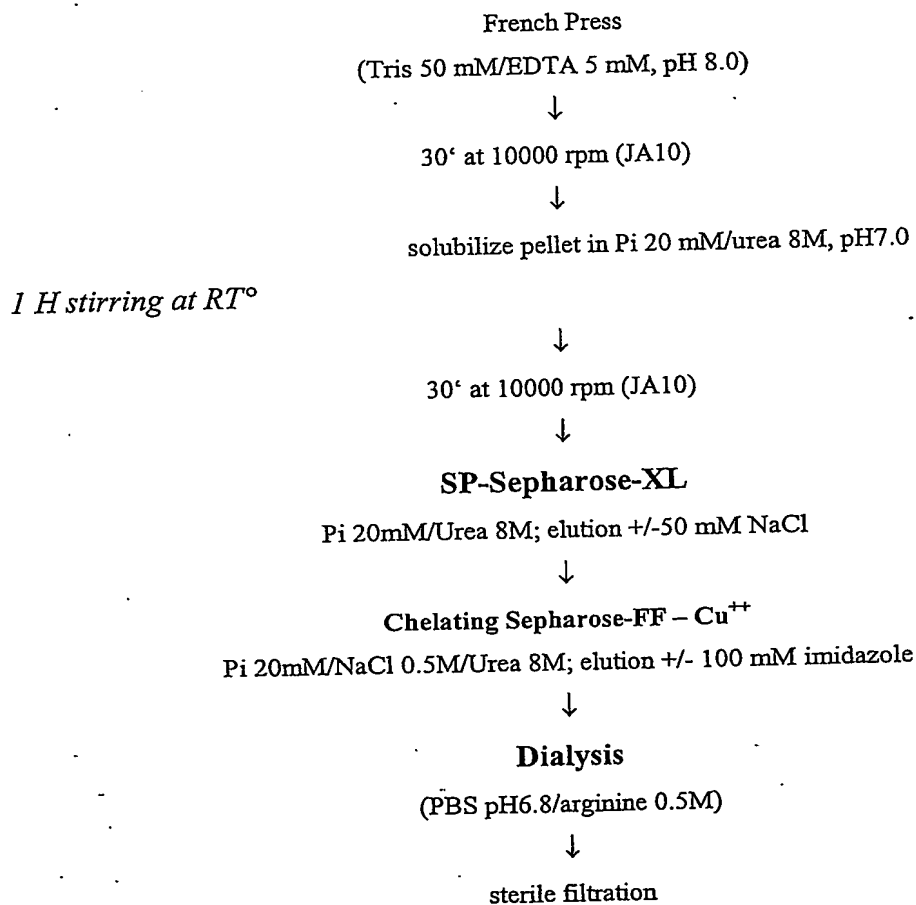 French Press
(Tris 50 mM/EDTA 5 mM, pH 8.0)
↓
30‘ at 10000 rpm (JA10)
↓
solubilize pellet in Pi 20 mM/urea 8M, pH7.0
1 H stirring at RT°
↓
30‘ at 10000 rpm (JA10)
↓
SP-Sepharose-XL
Pi 20mM/Urea 8M; elution +/-50 mM NaCl
↓
Chelating Sepharose-FF – Cu⁺⁺
Pi 20mM/NaCl 0.5M/Urea 8M; elution +/- 100 mM imidazole
↓
Dialysis
(PBS pH6.8/arginine 0.5M)
↓
sterile filtration